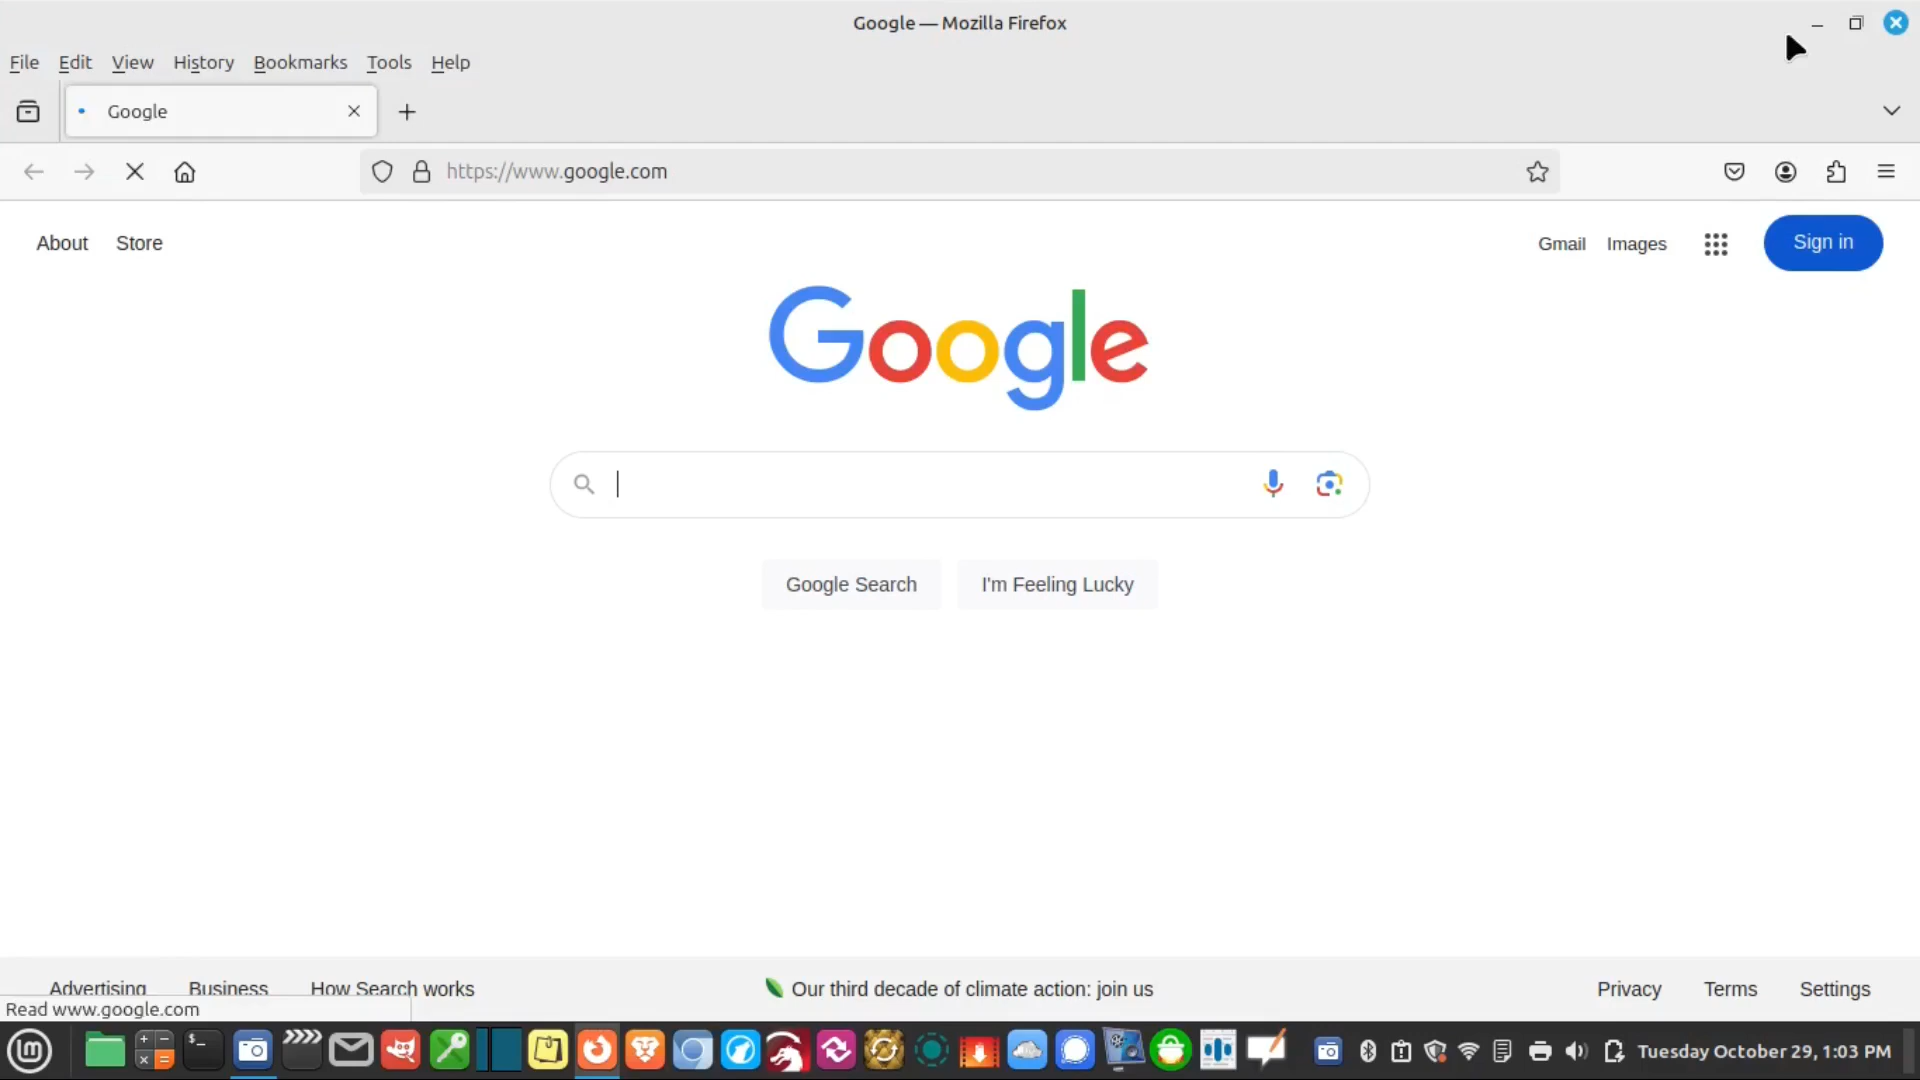 Google — Mozilla Firefox
File Edit View History Bookmarks Tools Help
Google
https://www.google.com
About Store Gmail Images Sign in
Google
Google Search I'm Feeling Lucky
Advertising Business How Search works Our third decade of climate action: join us Privacy Terms Settings
Read www.google.com
Tuesday October 29, 1:03 PM